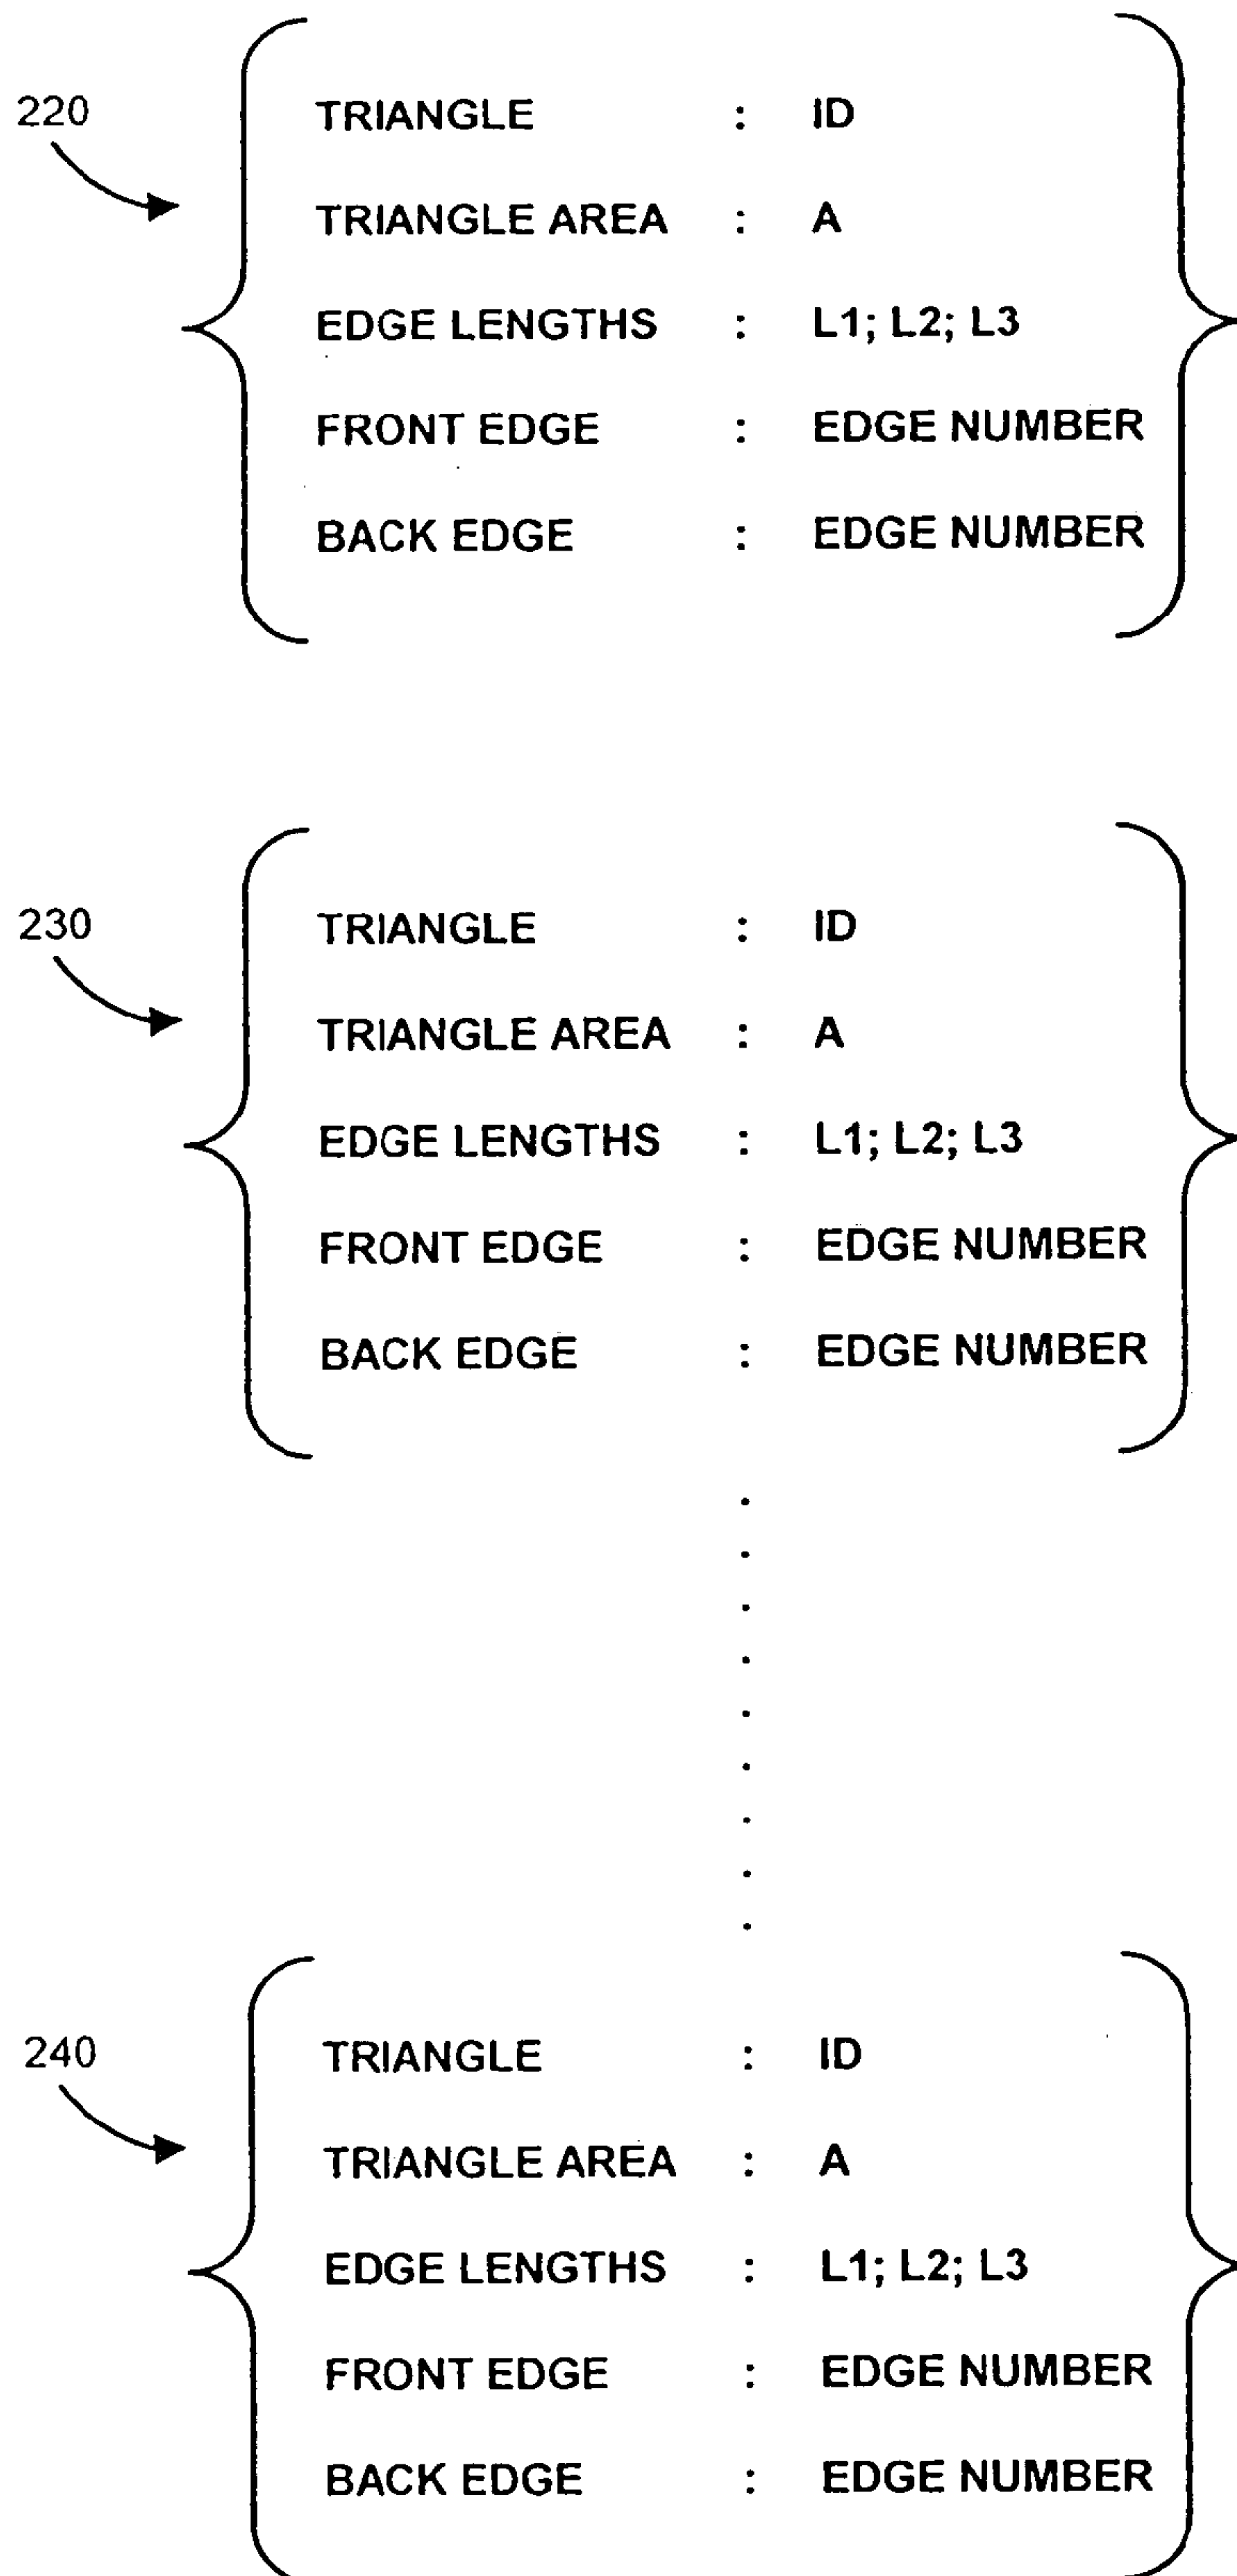 220
TRIANGLE : ID
TRIANGLE AREA : A
EDGE LENGTHS : L1; L2; L3
FRONT EDGE : EDGE NUMBER
BACK EDGE : EDGE NUMBER
230
TRIANGLE : ID
TRIANGLE AREA : A
EDGE LENGTHS : L1; L2; L3
FRONT EDGE : EDGE NUMBER
BACK EDGE : EDGE NUMBER
240
TRIANGLE : ID
TRIANGLE AREA : A
EDGE LENGTHS : L1; L2; L3
FRONT EDGE : EDGE NUMBER
BACK EDGE : EDGE NUMBER